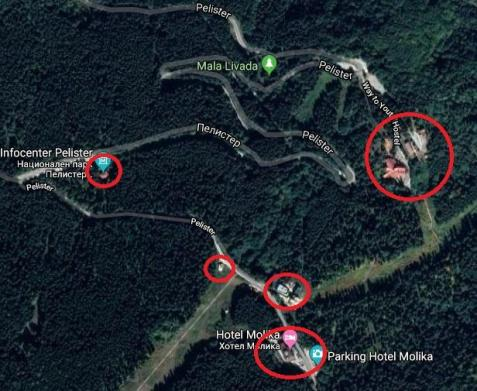 Pelister
Mala Livada
Pelister
Way to Yout
Hostel
Пелистер
Pelister
Infocenter Pelister
Национален парк
Пелистер
Pelister
Pelister
Hotel Molika
Хотел Молика
Parking Hotel Molika